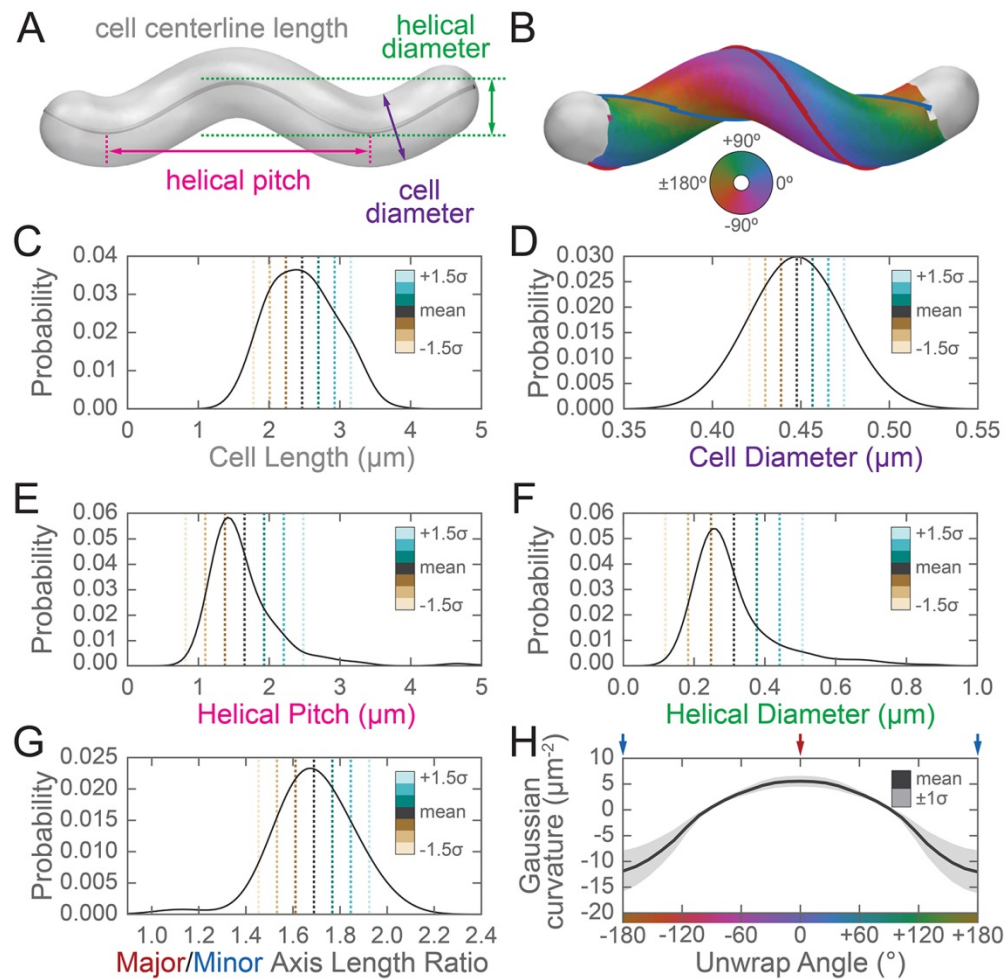 A
cell centerline length
helical
diameter
helical pitch
cell
diameter
B
+90º
±180º
0º
-90º
C
Probability
0.04
0.03
0.02
0.01
0.00
+1.5σ
mean
-1.5σ
0
1
2
3
4
5
Cell Length (µm)
D
Probability
0.030
0.025
0.020
0.015
0.010
0.005
0.000
+1.5σ
mean
-1.5σ
0.35
0.40
0.45
0.50
0.55
Cell Diameter (µm)
E
Probability
0.06
0.05
0.04
0.03
0.02
0.01
0.00
+1.5σ
mean
-1.5σ
0
1
2
3
4
5
Helical Pitch (µm)
F
Probability
0.06
0.05
0.04
0.03
0.02
0.01
0.00
+1.5σ
mean
-1.5σ
0.0
0.2
0.4
0.6
0.8
1.0
Helical Diameter (µm)
G
Probability
0.025
0.020
0.015
0.010
0.005
0.000
+1.5σ
mean
-1.5σ
1.0
1.2
1.4
1.6
1.8
2.0
2.2
2.4
Major/Minor Axis Length Ratio
H
Gaussian
curvature (µm-2)
10
5
0
-5
-10
-15
-20
mean
±1σ
-180
-120
-60
0
+60
+120
+180
Unwrap Angle (°)